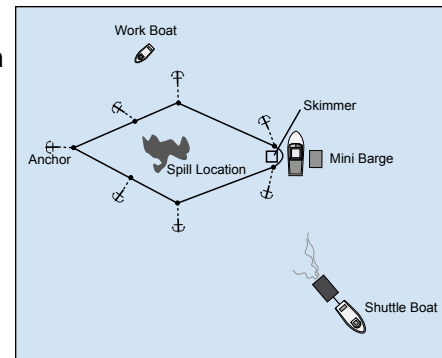 Work Boat
Skimmer
Anchor
Spill Location
Mini Barge
Shuttle Boat